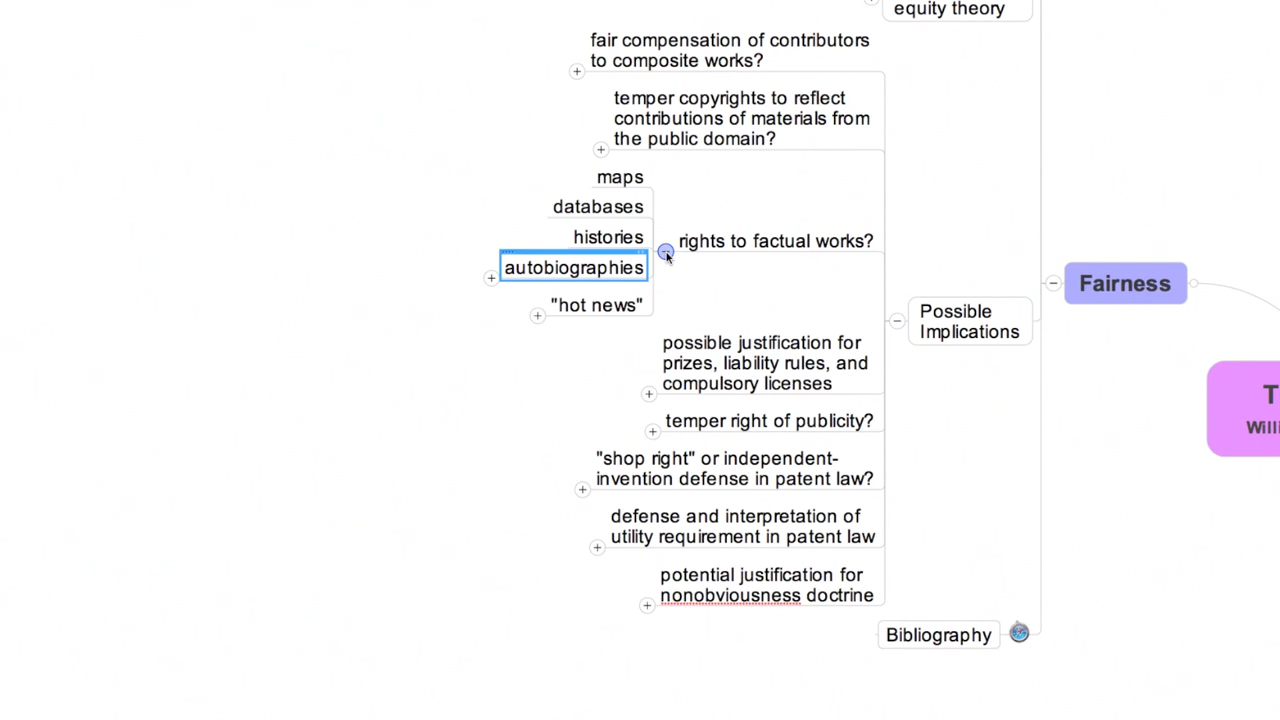 equity theory
fair compensation of contributors
to composite works?
temper copyrights to reflect
contributions of materials from
the public domain?
maps
databases
histories
autobiographies
"hot news"
rights to factual works?
Possible
Implications
Fairness
possible justification for
prizes, liability rules, and
compulsory licenses
temper right of publicity?
"shop right" or independent-
invention defense in patent law?
defense and interpretation of
utility requirement in patent law
potential justification for
nonobviousness doctrine
Bibliography
T
Willi